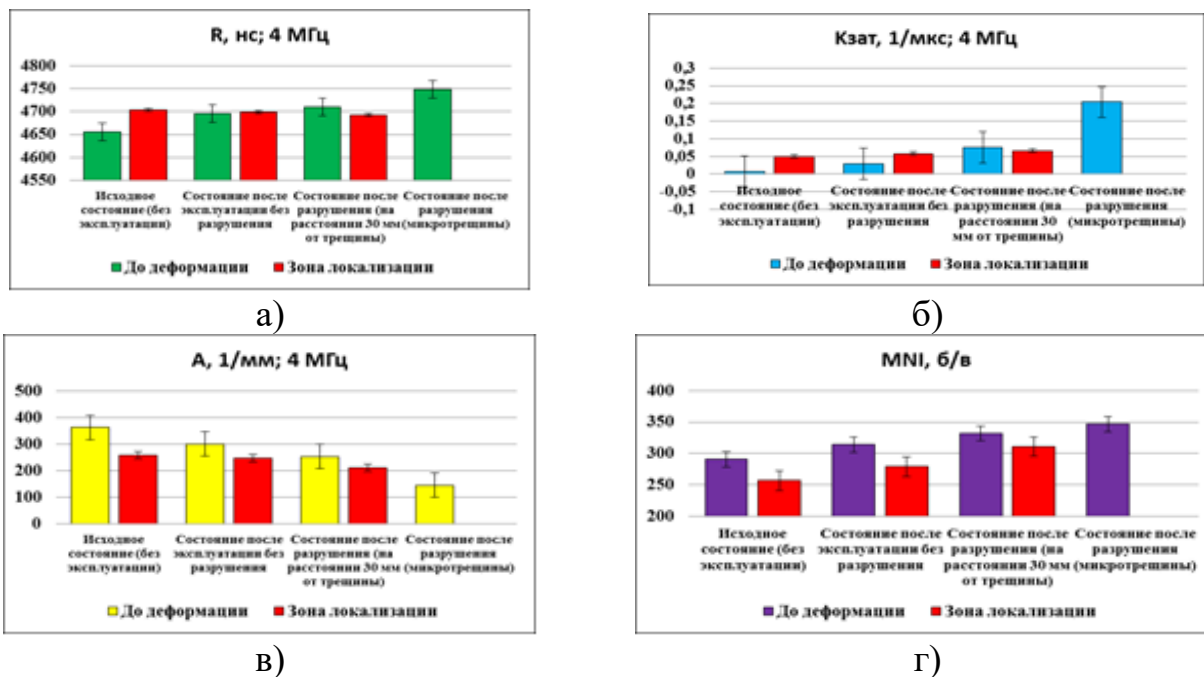 R, нс; 4 МГц
4800
4750
4700
4650
4600
4550
Исходное
состояние (без
эксплуатации)
Состояние после
эксплуатации без
разрушения
Состояние после
разрушения (на
расстоянии 30 мм
от трещины)
Состояние после
разрушения
(микротрещины)
До деформации
Зона локализации
а)
Кзат, 1/мкс; 4 МГц
0,3
0,25
0,2
0,15
0,1
0,05
0
-0,05
-0,1
Исходное
состояние (без
эксплуатации)
Состояние после
эксплуатации без
разрушения
Состояние после
разрушения (на
расстоянии 30
мм от трещины)
Состояние после
разрушения
(микротрещины)
До деформации
Зона локализации
б)
А, 1/мм; 4 МГц
500
400
300
200
100
0
Исходное
состояние (без
эксплуатации)
Состояние после
эксплуатации без
разрушения
Состояние после
разрушения (на
расстоянии 30 мм
от трещины)
Состояние после
разрушения
(микротрещины)
До деформации
Зона локализации
в)
MNI, б/в
400
350
300
250
200
Исходное
состояние (без
эксплуатации)
Состояние после
эксплуатации без
разрушения
Состояние после
разрушения (на
расстоянии 30 мм
от трещины)
Состояние после
разрушения
(микротрещины)
До деформации
Зона локализации
г)